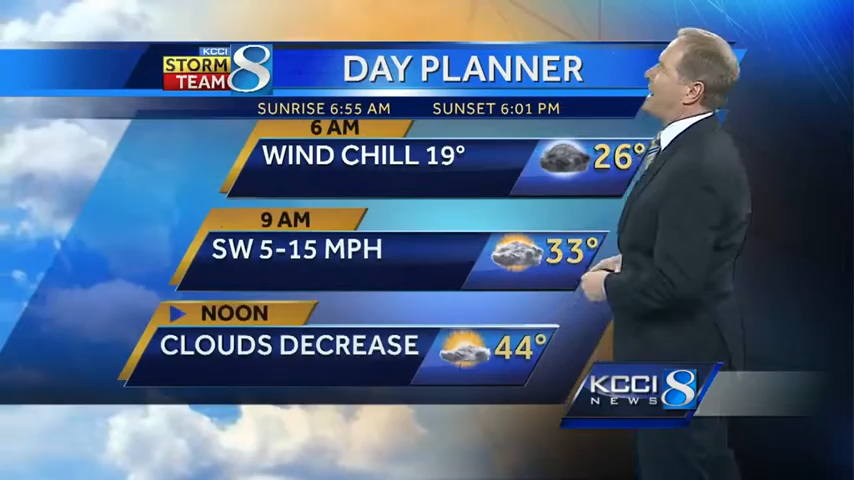 KCCI
STORM
TEAM 8
DAY PLANNER
SUNRISE 6:55 AM SUNSET 6:01 PM
6 AM
WIND CHILL 19° 26°
9 AM
SW 5-15 MPH 33°
NOON
CLOUDS DECREASE 44°
KCCI 8
NEWS